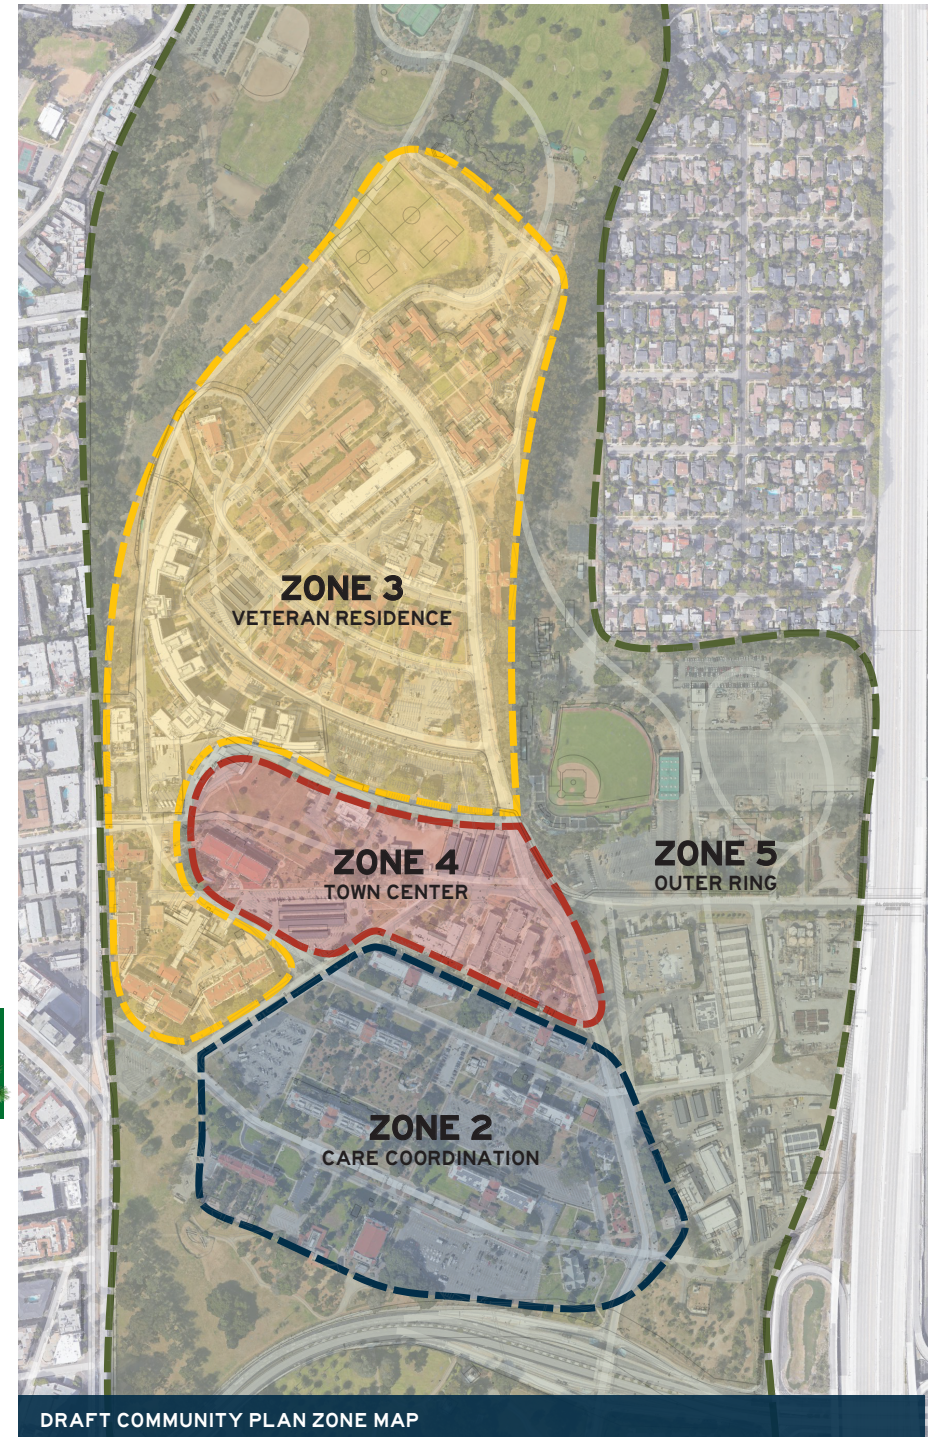 ZONE 3
VETERAN RESIDENCE
ZONE 4
TOWN CENTER
ZONE 5
OUTER RING
ZONE 2
CARE COORDINATION
DRAFT COMMUNITY PLAN ZONE MAP